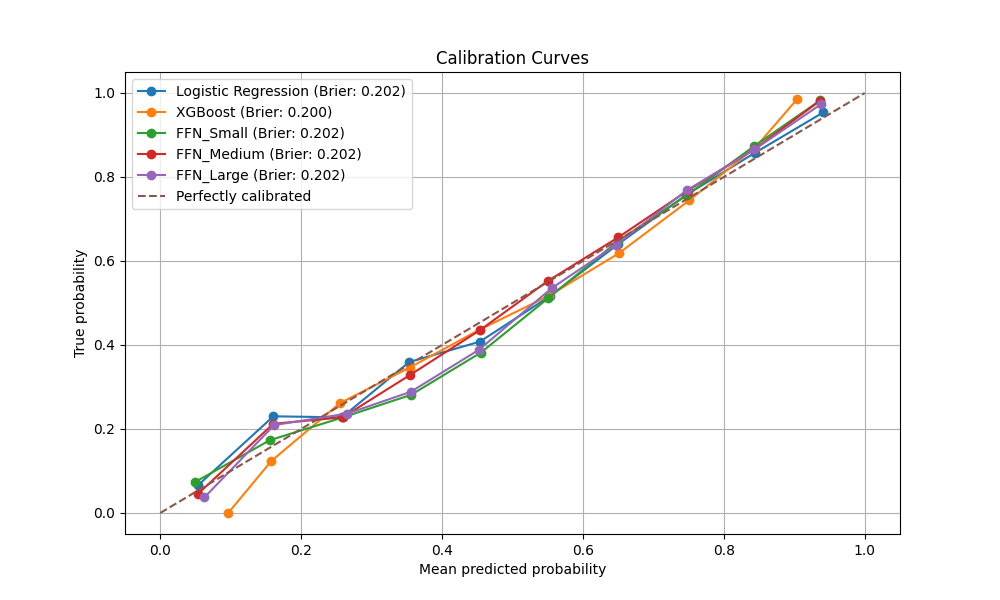 Calibration Curves
Logistic Regression (Brier: 0.202)
XGBoost (Brier: 0.200)
FFN_Small (Brier: 0.202)
FFN_Medium (Brier: 0.202)
FFN_Large (Brier: 0.202)
Perfectly calibrated
True probability
1.0
0.8
0.6
0.4
0.2
0.0
0.0 0.2 0.4 0.6 0.8 1.0
Mean predicted probability